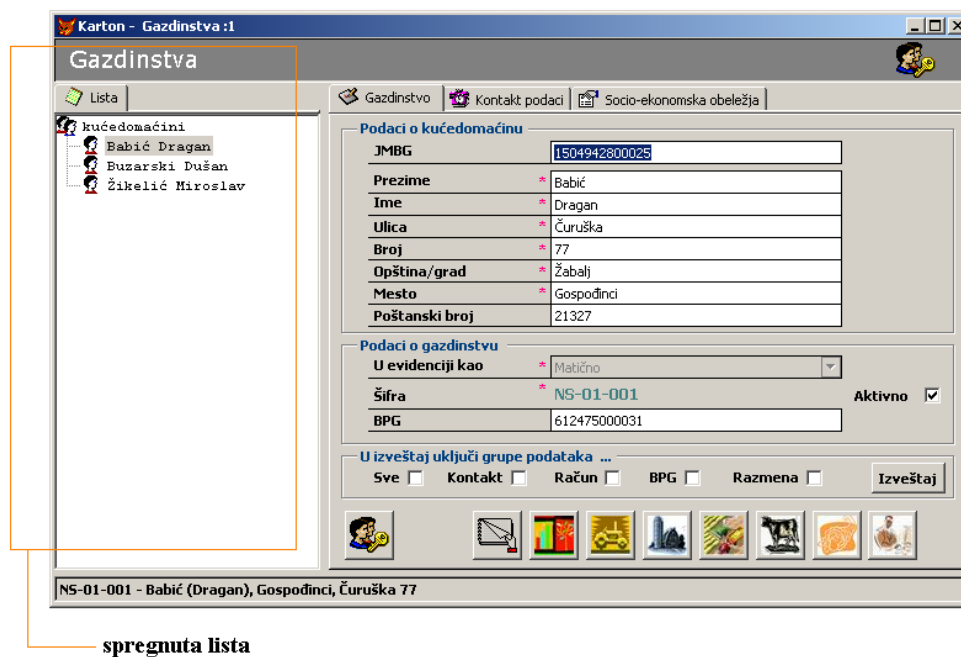 Karton - Gazdinstva :1
Gazdinstva
Lista
kućedomaćini
Babić Dragan
Buzarski Dušan
Žikelić Miroslav
Gazdinstvo Kontakt podaci Socio-ekonomska obeležja
Podaci o kućedomaćinu
JMBG 1504942800025
Prezime * Babić
Ime * Dragan
Ulica * Čuruška
Broj * 77
Opština/grad * Žabalj
Mesto * Gospođinci
Poštanski broj 21327
Podaci o gazdinstvu
U evidenciji kao * Matično
Šifra * NS-01-001 Aktivno
BPG 612475000031
U izveštaj uključi grupe podataka ...
Sve Kontakt Račun BPG Razmena Izveštaj
NS-01-001 - Babić (Dragan), Gospođinci, Čuruška 77
spregnuta lista